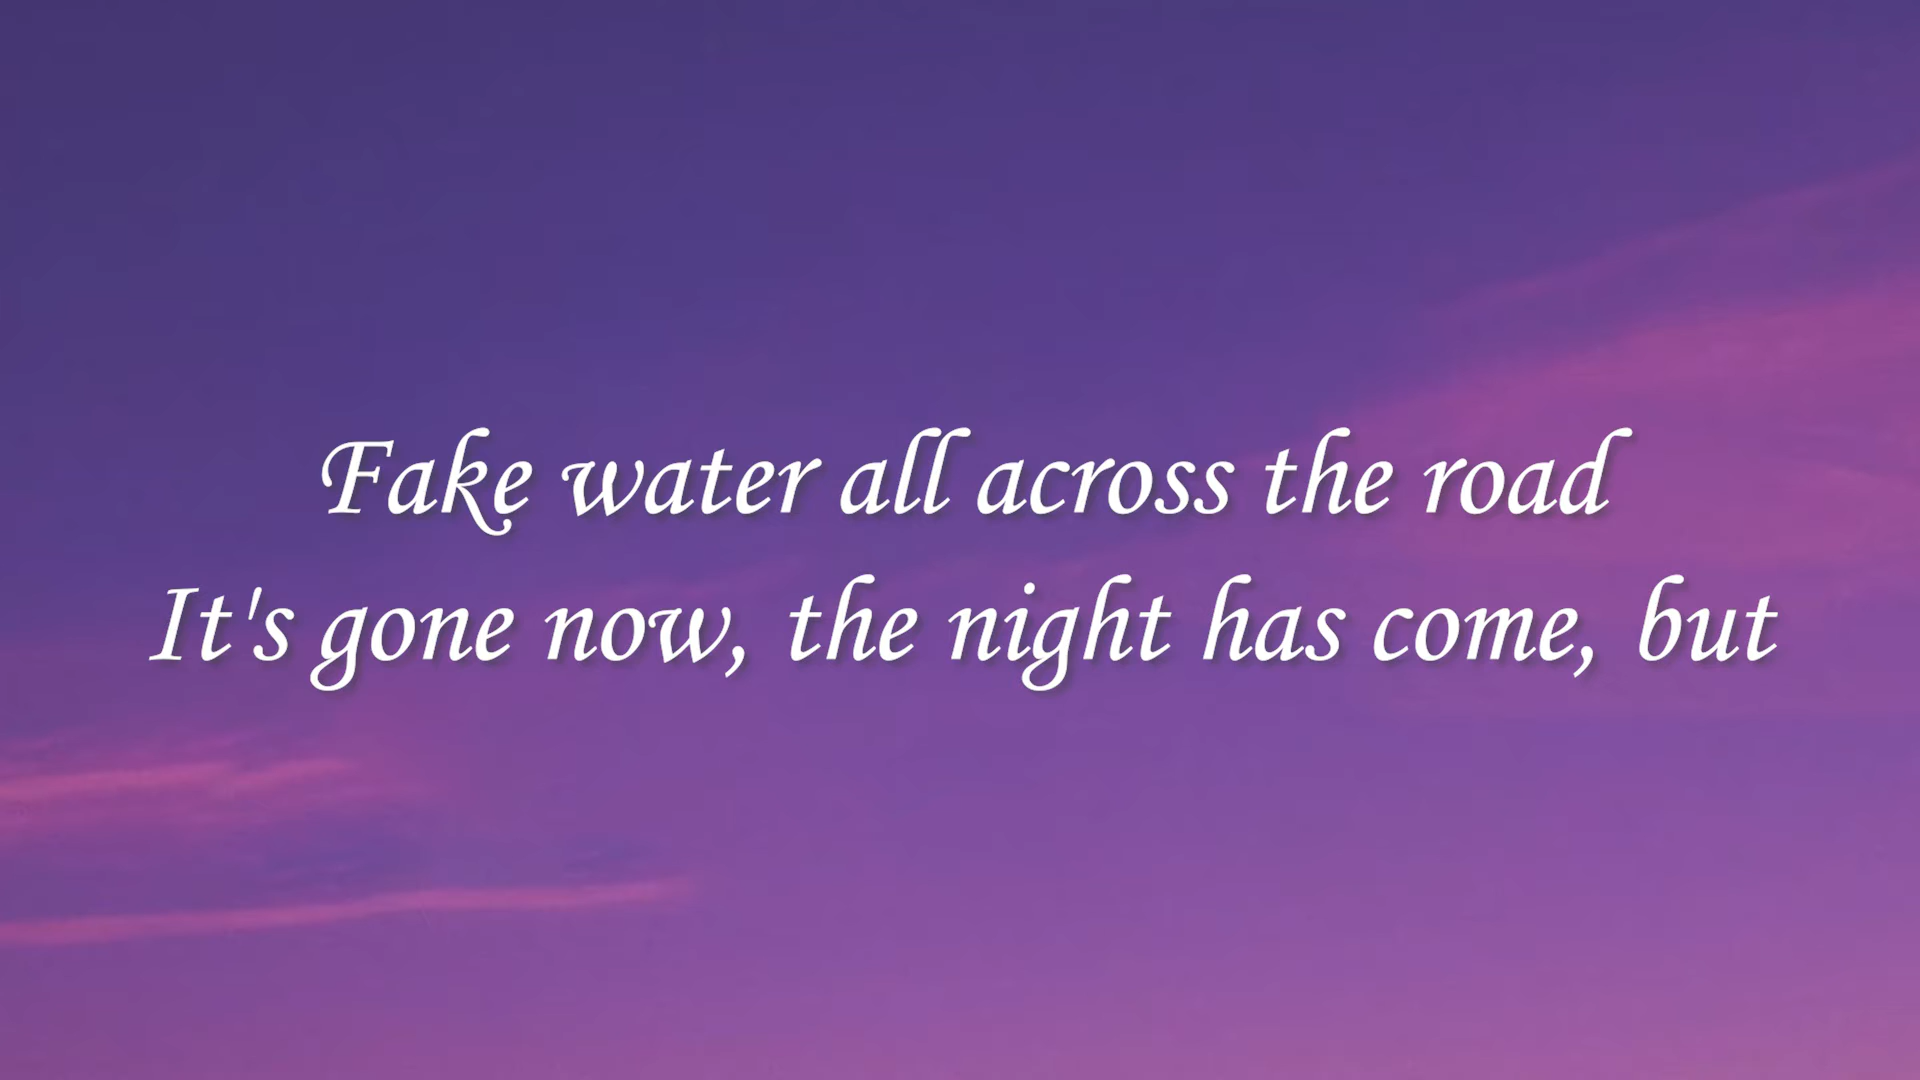 Fake water all across the road
It's gone now, the night has come, but